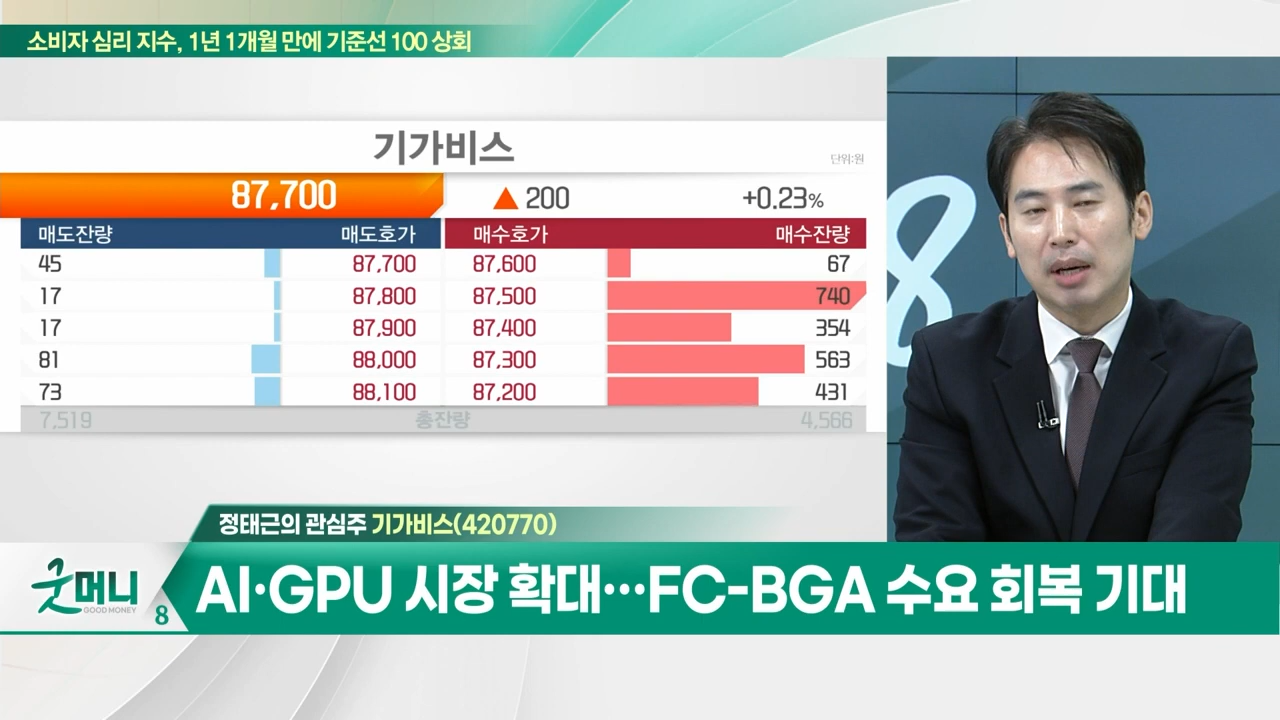 소비자 심리 지수, 1년 1개월 만에 기준선 100 상회
기가비스
단위:원
87,700 ▲ 200 +0.23%
매도잔량 매도호가 매수호가 매수잔량
45 87,700 87,600 67
17 87,800 87,500 740
17 87,900 87,400 354
81 88,000 87,300 563
73 88,100 87,200 431
7,519 총잔량 4,566
8
정태근의 관심주 기가비스(420770)
굿머니
GOOD MONEY
8
AI·GPU 시장 확대…FC-BGA 수요 회복 기대